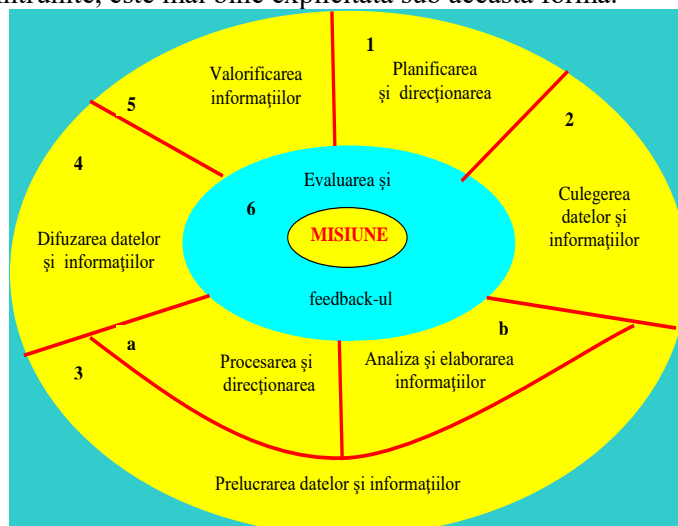 întrunite, este mai bine explicitată sub această formă.
1
Planificarea
şi direcţionarea
2
Culegerea
datelor şi
informaţiilor
3
a
Procesarea şi
direcţionarea
b
Analiza şi elaborarea
informaţiilor
Prelucrarea datelor şi informaţiilor
4
Difuzarea datelor
şi informaţiilor
5
Valorificarea
informaţiilor
6
Evaluarea şi
MISIUNE
feedback-ul